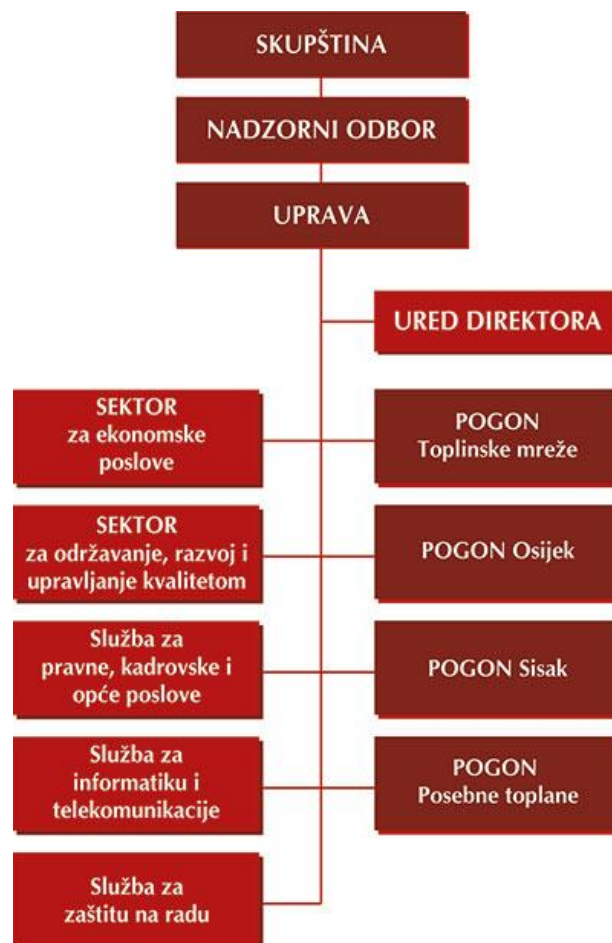 SKUPŠTINA
NADZORNI ODBOR
UPRAVA
URED DIREKTORA
SEKTOR
za ekonomske
poslove
POGON
Toplinske mreže
SEKTOR
za održavanje, razvoj i
upravljanje kvalitetom
POGON Osijek
Služba za
pravne, kadrovske i
opće poslove
POGON Sisak
Služba za
informatiku i
telekomunikacije
POGON
Posebne toplane
Služba za
zaštitu na radu